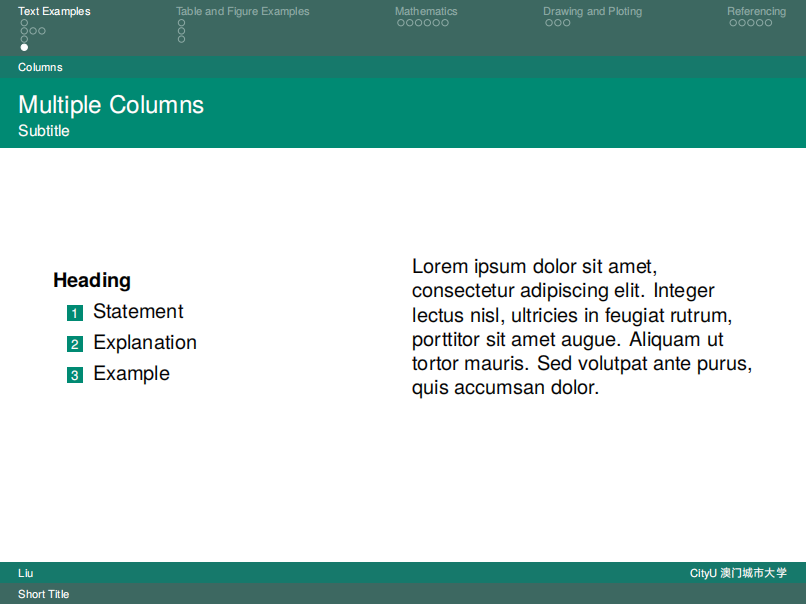 Text Examples
Table and Figure Examples
Mathematics
Drawing and Ploting
Referencing
Columns
Multiple Columns
Subtitle
Heading
1 Statement
2 Explanation
3 Example
Lorem ipsum dolor sit amet,
consectetur adipiscing elit. Integer
lectus nisl, ultricies in feugiat rutrum,
porttitor sit amet augue. Aliquam ut
tortor mauris. Sed volutpat ante purus,
quis accumsan dolor.
Liu
CityU 澳门城市大学
Short Title